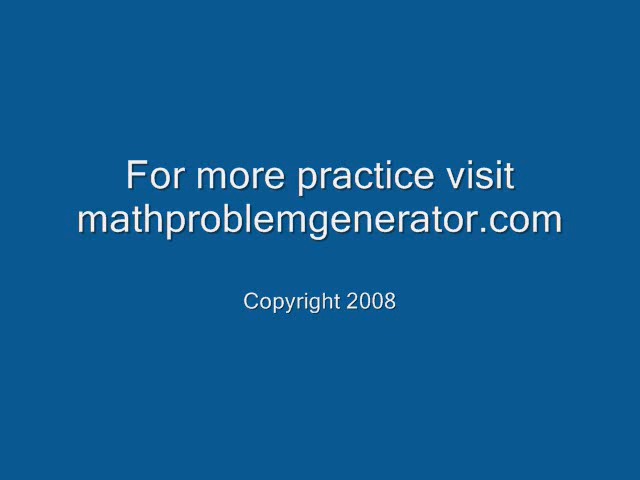 For more practice visit
mathproblemgenerator.com
Copyright 2008